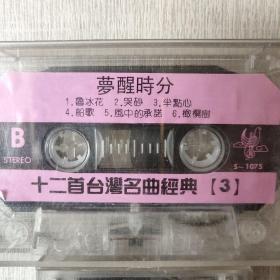 夢醒時分
1.魯冰花 2.哭砂 3.半點心
4.船歌 5.風中的承諾 6.橄欖樹
B
STEREO
S-1075
十二首台灣名曲經典【3】